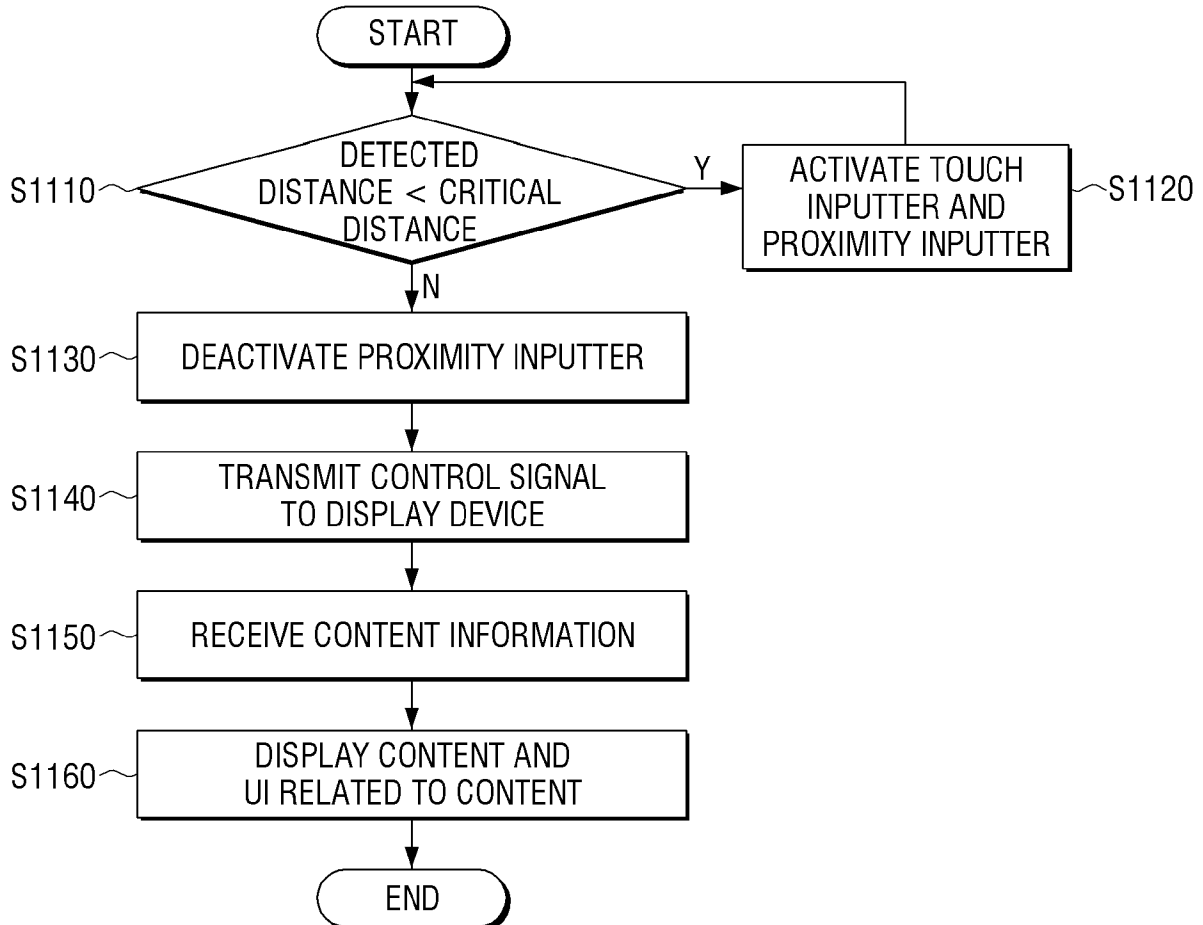 START
S1110
DETECTED
DISTANCE < CRITICAL
DISTANCE
Y
ACTIVATE TOUCH
INPUTTER AND
PROXIMITY INPUTTER
S1120
N
S1130
DEACTIVATE PROXIMITY INPUTTER
S1140
TRANSMIT CONTROL SIGNAL
TO DISPLAY DEVICE
S1150
RECEIVE CONTENT INFORMATION
S1160
DISPLAY CONTENT AND
UI RELATED TO CONTENT
END